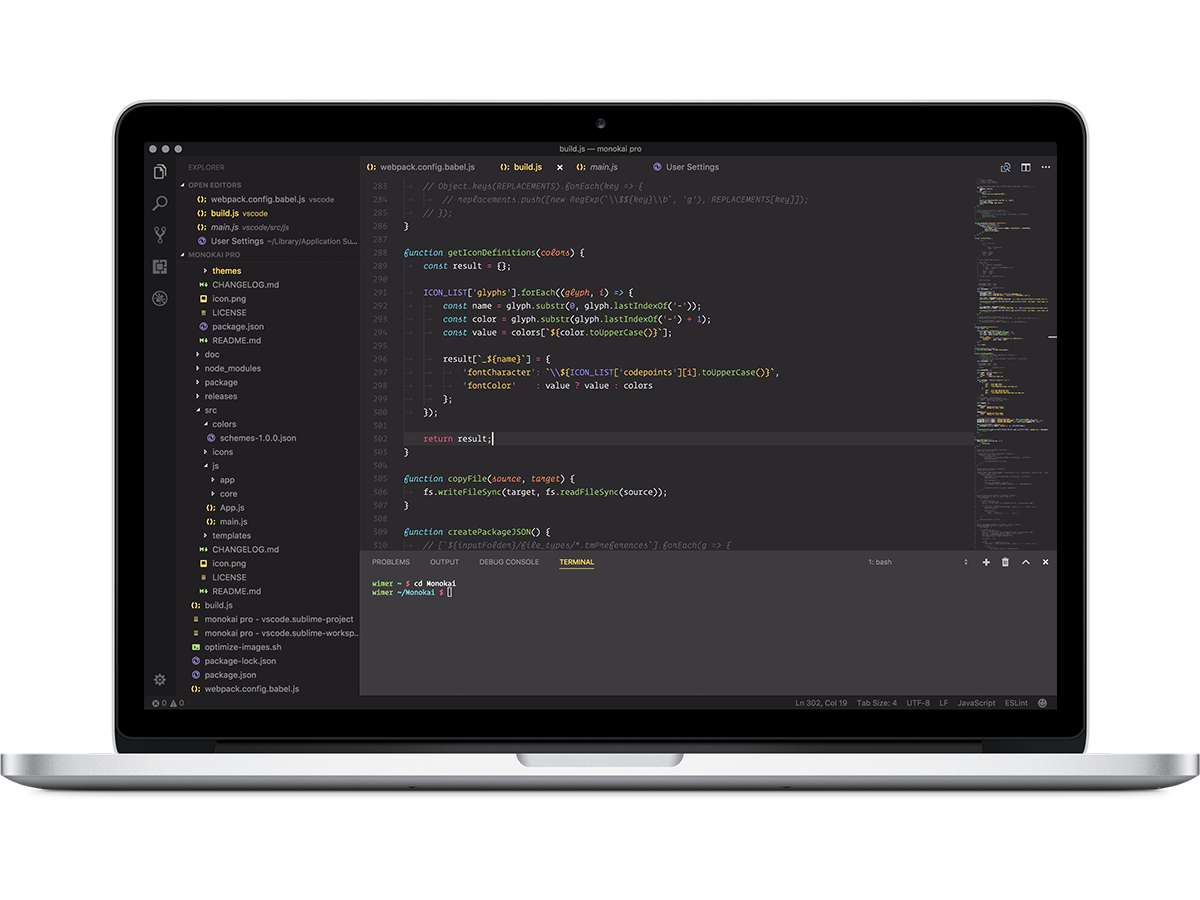 build.js — monokai pro
EXPLORER
OPEN EDITORS
webpack.config.babel.js vscode
build.js vscode
main.js vscode/src/js
User Settings ~/Library/Application Su...
MONOKAI PRO
themes
CHANGELOG.md
icon.png
LICENSE
package.json
README.md
doc
node_modules
package
releases
src
colors
schemes-1.0.0.json
icons
js
app
core
App.js
main.js
templates
CHANGELOG.md
icon.png
LICENSE
README.md
build.js
monokai pro - vscode.sublime-project
monokai pro - vscode.sublime-worksp...
optimize-images.sh
package-lock.json
package.json
webpack.config.babel.js
webpack.config.babel.js build.js × main.js User Settings
283 // Object.keys(REPLACEMENTS).forEach(key => {
284 // replacements.push([new RegExp(`\\$${key}\\b`, 'g'), REPLACEMENTS[key]]);
285 // });
286 }
287
288 function getIconDefinitions(colors) {
289 const result = {};
290
291 ICON_LIST['glyphs'].forEach((glyph, i) => {
292 const name = glyph.substr(0, glyph.lastIndexOf('-'));
293 const color = glyph.substr(glyph.lastIndexOf('-') + 1);
294 const value = colors[`${color.toUpperCase()}`];
295
296 result[`_${name}`] = {
297 'fontCharacter': `\\${ICON_LIST['codepoints'][i].toUpperCase()}`,
298 'fontColor' : value ? value : colors
299 };
300 });
301
302 return result;
303 }
304
305 function copyFile(source, target) {
306 fs.writeFileSync(target, fs.readFileSync(source));
307 }
308
309 function createPackageJSON() {
310 // [`${inputFolder}/file_types/*.tmPreferences`].forEach(g => {
PROBLEMS OUTPUT DEBUG CONSOLE TERMINAL 1: bash
wimer ~ $ cd Monokai
wimer ~/Monokai $
0 0 Ln 302, Col 19 Tab Size: 4 UTF-8 LF JavaScript ESLint